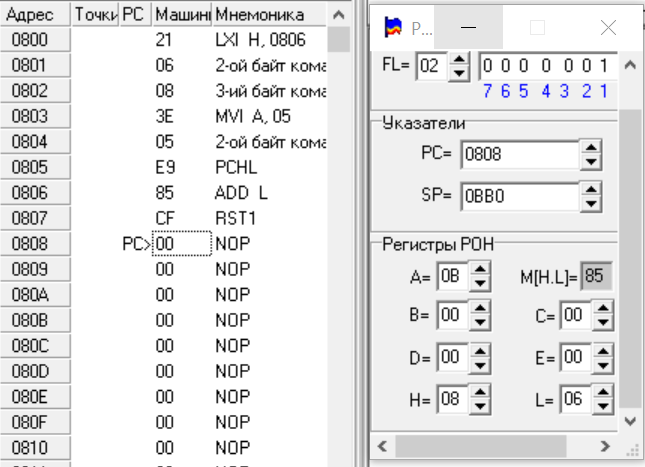 Адрес Точки PC Машин Мнемоника
0800 21 LXI H, 0806
0801 06 2-ой байт кома
0802 08 3-ий байт кома
0803 3E MVI A, 05
0804 05 2-ой байт кома
0805 E9 PCHL
0806 85 ADD L
0807 CF RST1
0808 PC> 00 NOP
0809 00 NOP
080A 00 NOP
080B 00 NOP
080C 00 NOP
080D 00 NOP
080E 00 NOP
080F 00 NOP
0810 00 NOP
Р...
FL= 02 0 0 0 0 0 0 1
7 6 5 4 3 2 1
Указатели
PC= 0808
SP= 0BB0
Регистры РОН
A= 0B M[H.L]= 85
B= 00 C= 00
D= 00 E= 00
H= 08 L= 06